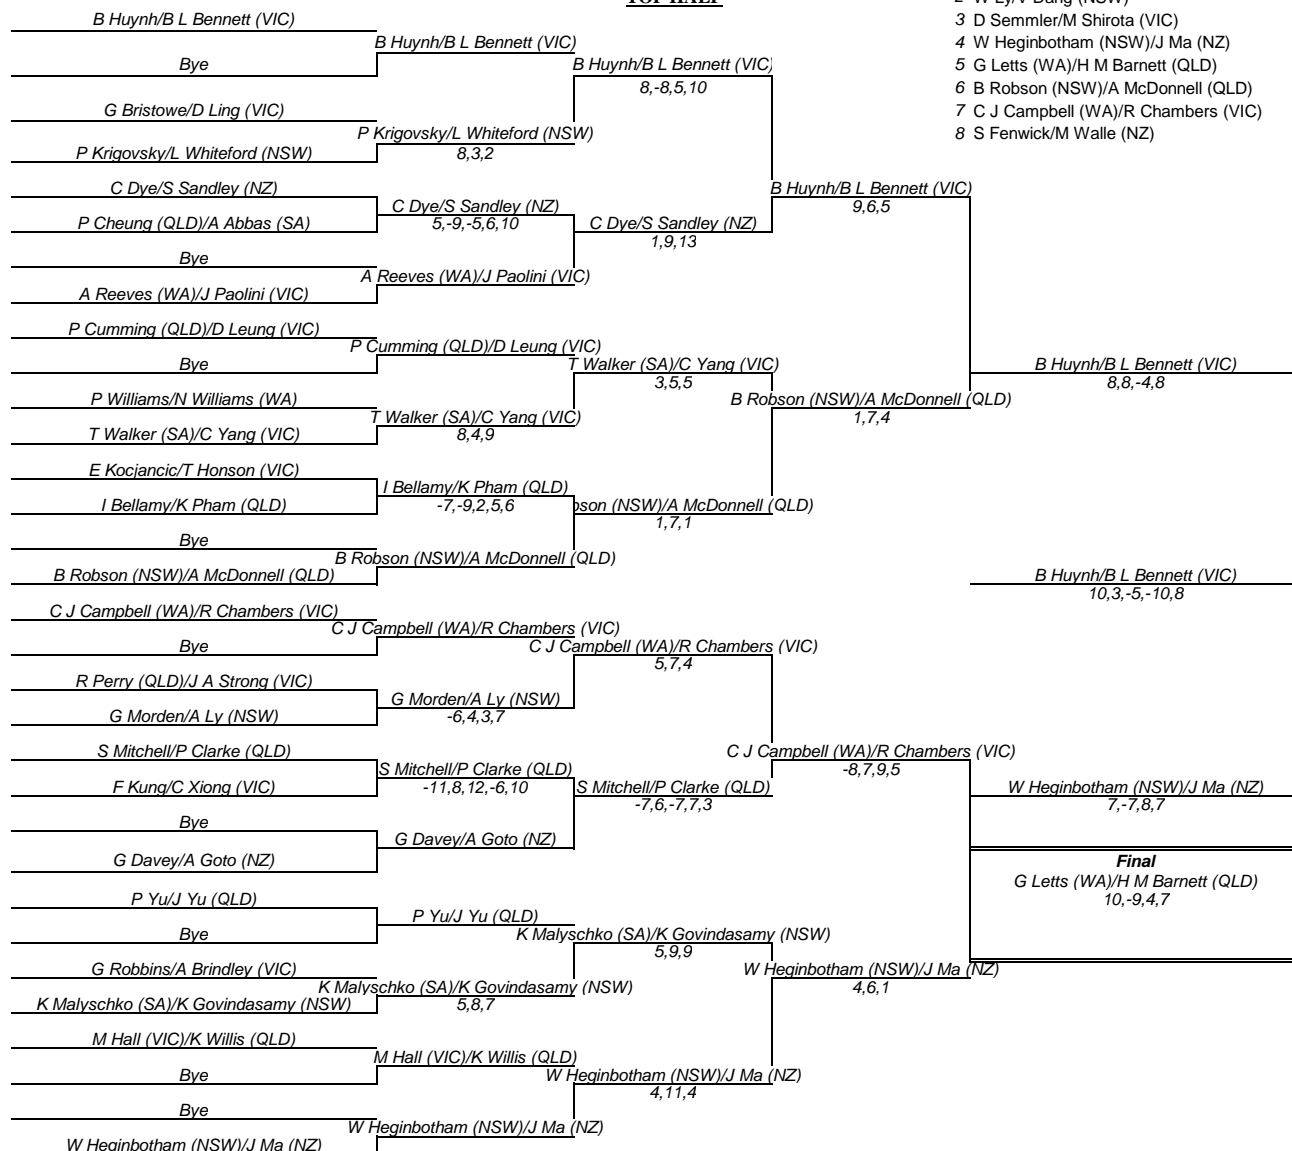 TOP HALF
2 W Ly/V Dang (NSW)
3 D Semmler/M Shirota (VIC)
4 W Heginbotham (NSW)/J Ma (NZ)
5 G Letts (WA)/H M Barnett (QLD)
6 B Robson (NSW)/A McDonnell (QLD)
7 C J Campbell (WA)/R Chambers (VIC)
8 S Fenwick/M Walle (NZ)
B Huynh/B L Bennett (VIC)
Bye
G Bristowe/D Ling (VIC)
P Krigovsky/L Whiteford (NSW)
C Dye/S Sandley (NZ)
P Cheung (QLD)/A Abbas (SA)
Bye
A Reeves (WA)/J Paolini (VIC)
P Cumming (QLD)/D Leung (VIC)
Bye
P Williams/N Williams (WA)
T Walker (SA)/C Yang (VIC)
E Kocjancic/T Honson (VIC)
I Bellamy/K Pham (QLD)
Bye
B Robson (NSW)/A McDonnell (QLD)
C J Campbell (WA)/R Chambers (VIC)
Bye
R Perry (QLD)/J A Strong (VIC)
G Morden/A Ly (NSW)
S Mitchell/P Clarke (QLD)
F Kung/C Xiong (VIC)
Bye
G Davey/A Goto (NZ)
P Yu/J Yu (QLD)
Bye
G Robbins/A Brindley (VIC)
K Malyschko (SA)/K Govindasamy (NSW)
M Hall (VIC)/K Willis (QLD)
Bye
Bye
W Heginbotham (NSW)/J Ma (NZ)
B Huynh/B L Bennett (VIC)
P Krigovsky/L Whiteford (NSW)
8,3,2
C Dye/S Sandley (NZ)
5,-9,-5,6,10
A Reeves (WA)/J Paolini (VIC)
P Cumming (QLD)/D Leung (VIC)
T Walker (SA)/C Yang (VIC)
8,4,9
I Bellamy/K Pham (QLD)
-7,-9,2,5,6
B Robson (NSW)/A McDonnell (QLD)
C J Campbell (WA)/R Chambers (VIC)
G Morden/A Ly (NSW)
-6,4,3,7
S Mitchell/P Clarke (QLD)
-11,8,12,-6,10
G Davey/A Goto (NZ)
P Yu/J Yu (QLD)
K Malyschko (SA)/K Govindasamy (NSW)
5,8,7
M Hall (VIC)/K Willis (QLD)
W Heginbotham (NSW)/J Ma (NZ)
B Huynh/B L Bennett (VIC)
8,-8,5,10
C Dye/S Sandley (NZ)
1,9,13
T Walker (SA)/C Yang (VIC)
3,5,5
bson (NSW)/A McDonnell (QLD)
1,7,1
C J Campbell (WA)/R Chambers (VIC)
5,7,4
S Mitchell/P Clarke (QLD)
-7,6,-7,7,3
K Malyschko (SA)/K Govindasamy (NSW)
5,9,9
W Heginbotham (NSW)/J Ma (NZ)
4,11,4
B Huynh/B L Bennett (VIC)
9,6,5
B Robson (NSW)/A McDonnell (QLD)
1,7,4
C J Campbell (WA)/R Chambers (VIC)
-8,7,9,5
W Heginbotham (NSW)/J Ma (NZ)
4,6,1
B Huynh/B L Bennett (VIC)
8,8,-4,8
B Huynh/B L Bennett (VIC)
10,3,-5,-10,8
W Heginbotham (NSW)/J Ma (NZ)
7,-7,8,7
Final
G Letts (WA)/H M Barnett (QLD)
10,-9,4,7